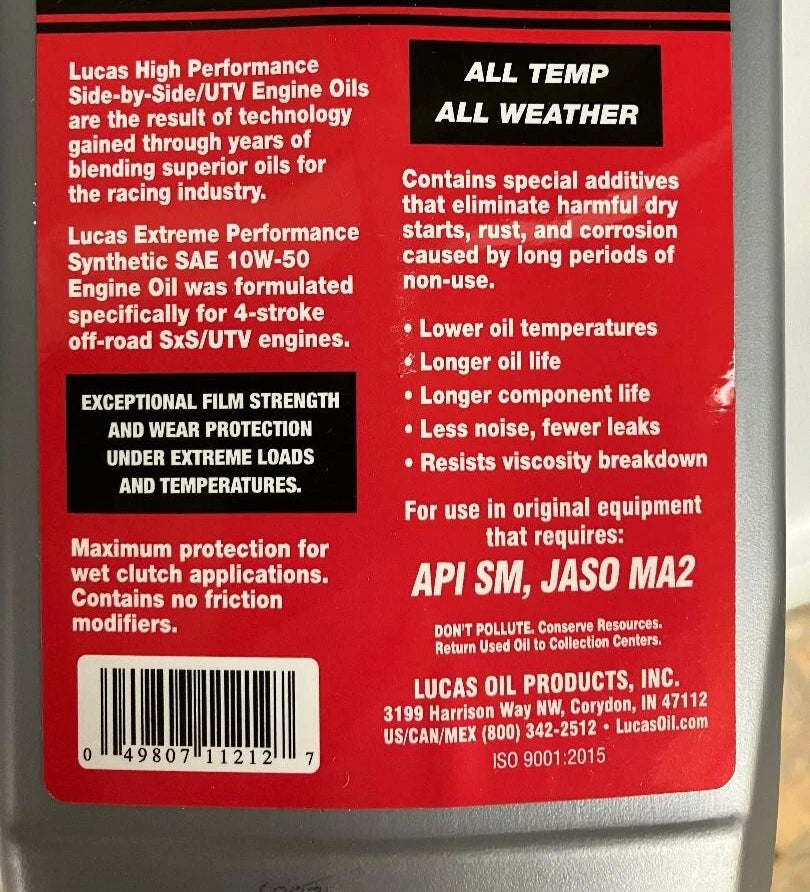 Lucas High Performance
Side-by-Side/UTV Engine Oils
are the result of technology
gained through years of
blending superior oils for
the racing industry.
Lucas Extreme Performance
Synthetic SAE 10W-50
Engine Oil was formulated
specifically for 4-stroke
off-road SxS/UTV engines.
EXCEPTIONAL FILM STRENGTH
AND WEAR PROTECTION
UNDER EXTREME LOADS
AND TEMPERATURES.
Maximum protection for
wet clutch applications.
Contains no friction
modifiers.
0 49807 11212 7
ALL TEMP
ALL WEATHER
Contains special additives
that eliminate harmful dry
starts, rust, and corrosion
caused by long periods of
non-use.
• Lower oil temperatures
• Longer oil life
• Longer component life
• Less noise, fewer leaks
• Resists viscosity breakdown
For use in original equipment
that requires:
API SM, JASO MA2
DON'T POLLUTE. Conserve Resources.
Return Used Oil to Collection Centers.
LUCAS OIL PRODUCTS, INC.
3199 Harrison Way NW, Corydon, IN 47112
US/CAN/MEX (800) 342-2512 • LucasOil.com
ISO 9001:2015